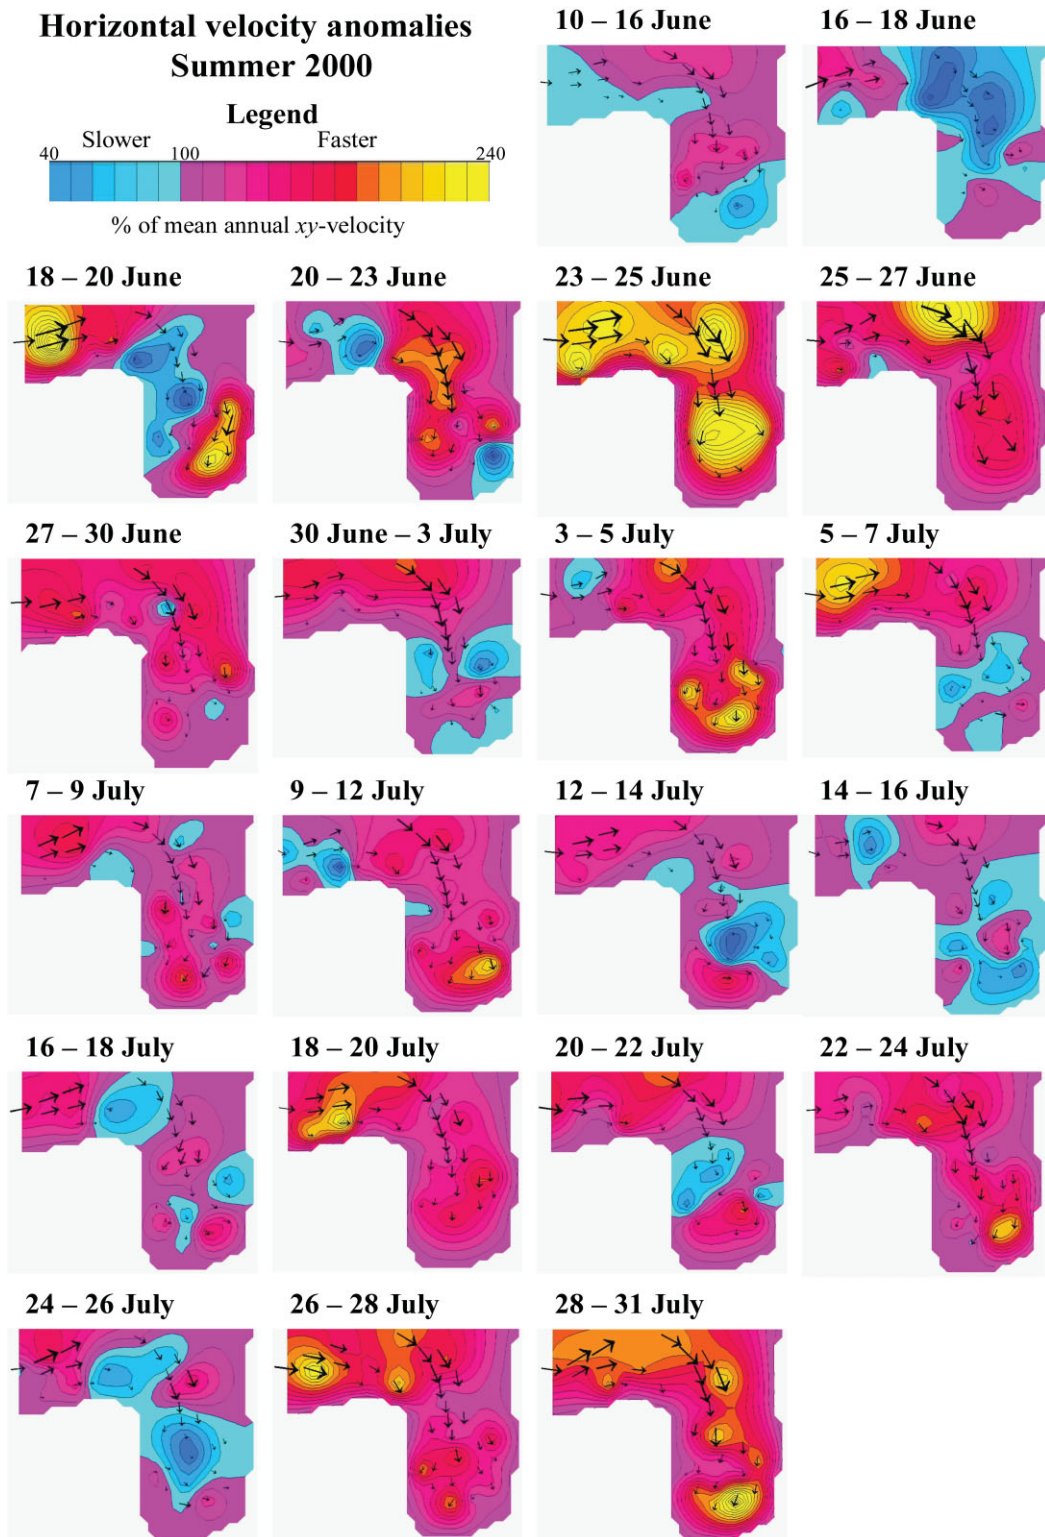 Horizontal velocity anomalies
Summer 2000
Legend
Slower Faster
40 100 240
% of mean annual xy-velocity
10 – 16 June
16 – 18 June
18 – 20 June
20 – 23 June
23 – 25 June
25 – 27 June
27 – 30 June
30 June – 3 July
3 – 5 July
5 – 7 July
7 – 9 July
9 – 12 July
12 – 14 July
14 – 16 July
16 – 18 July
18 – 20 July
20 – 22 July
22 – 24 July
24 – 26 July
26 – 28 July
28 – 31 July